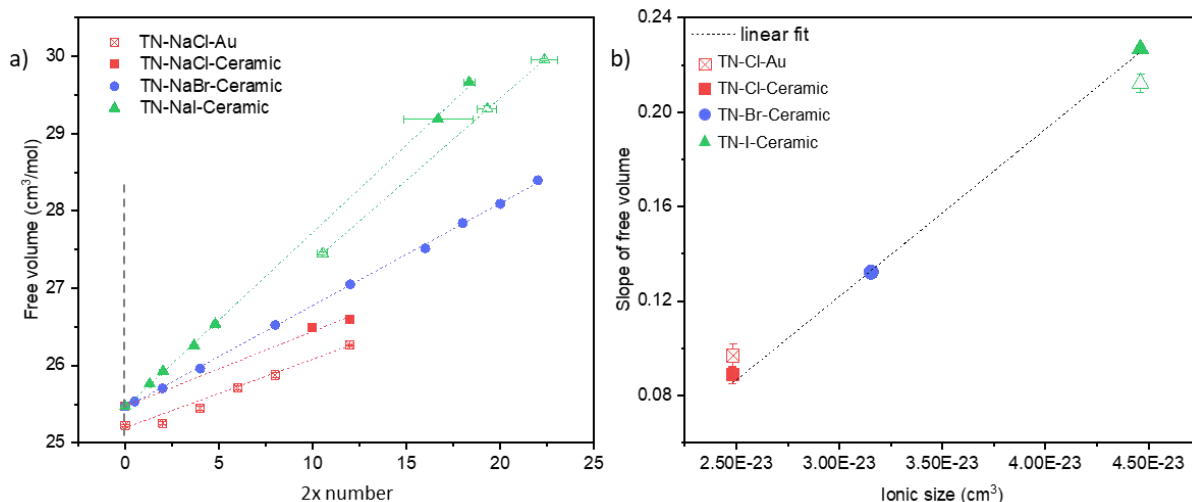 a)
TN-NaCl-Au
TN-NaCl-Ceramic
TN-NaBr-Ceramic
TN-NaI-Ceramic
Free volume (cm³/mol)
30
29
28
27
26
25
0 5 10 15 20 25
2x number
b)
linear fit
TN-Cl-Au
TN-Cl-Ceramic
TN-Br-Ceramic
TN-I-Ceramic
Slope of free volume
0.24
0.20
0.16
0.12
0.08
2.50E-23 3.00E-23 3.50E-23 4.00E-23 4.50E-23
Ionic size (cm³)